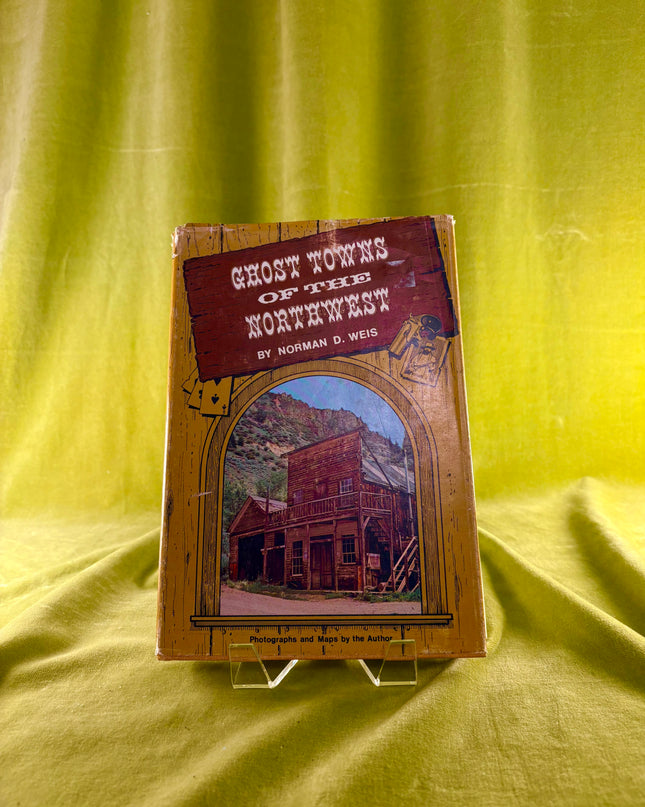 GHOST TOWNS
OF THE
NORTHWEST
BY NORMAN D. WEIS
Photographs and Maps by the Author